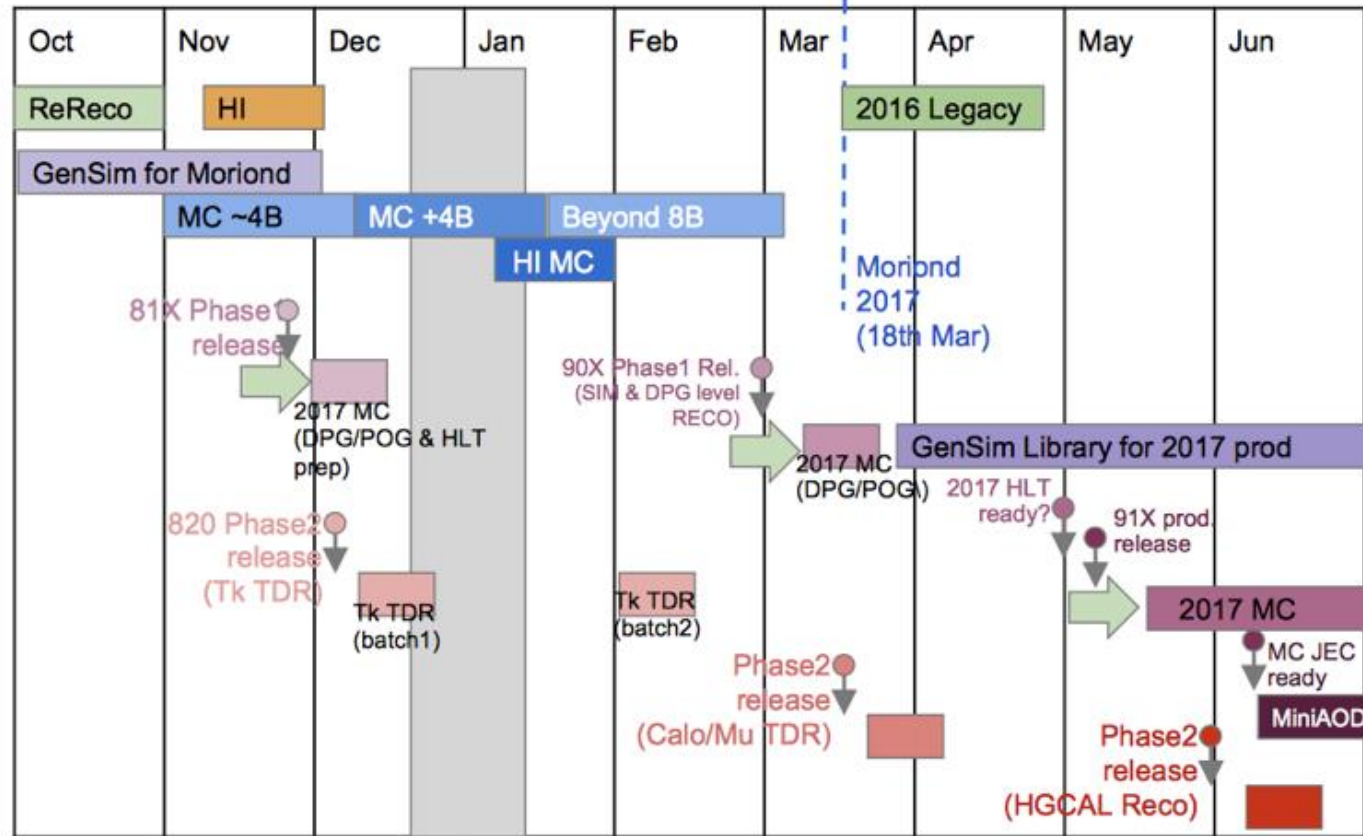 Oct Nov Dec Jan Feb Mar Apr May Jun
ReReco
HI
2016 Legacy
GenSim for Moriond
MC ~4B
MC +4B
Beyond 8B
HI MC
Moriond
2017
(18th Mar)
81X Phase1
release
2017 MC
(DPG/POG & HLT
prep)
90X Phase1 Rel.
(SIM & DPG level
RECO)
2017 MC
(DPG/POG\)
GenSim Library for 2017 prod
2017 HLT
ready?
91X prod.
release
820 Phase2
release
(Tk TDR)
Tk TDR
(batch1)
Tk TDR
(batch2)
2017 MC
MC JEC
ready
MiniAOD
Phase2
release
(Calo/Mu TDR)
Phase2
release
(HGCAL Reco)